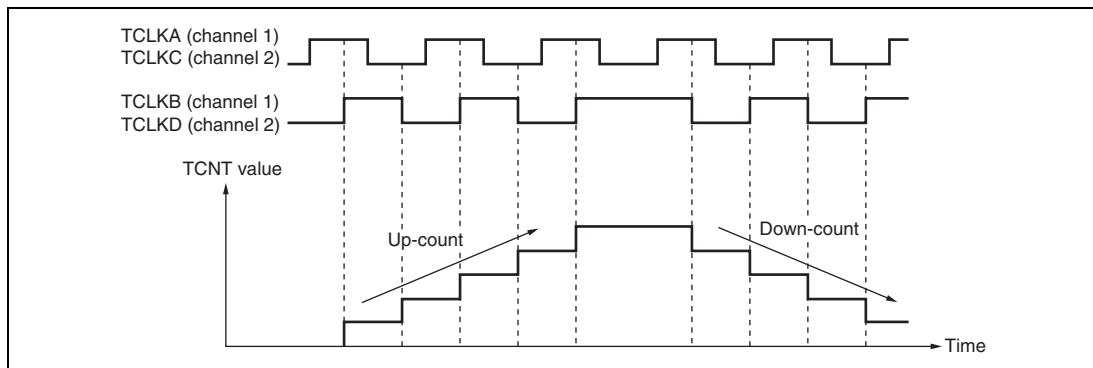 TCLKA (channel 1)
TCLKC (channel 2)
TCLKB (channel 1)
TCLKD (channel 2)
TCNT value
Up-count
Down-count
Time